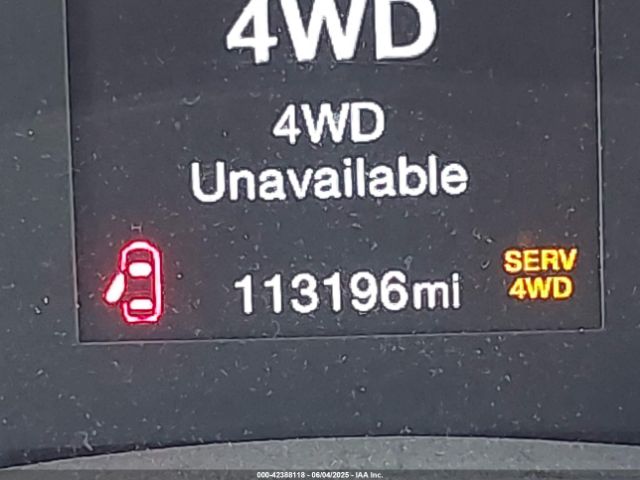 4WD
4WD
Unavailable
113196mi
SERV
4WD
000-42388118 - 06/04/2025 - IAA Inc.